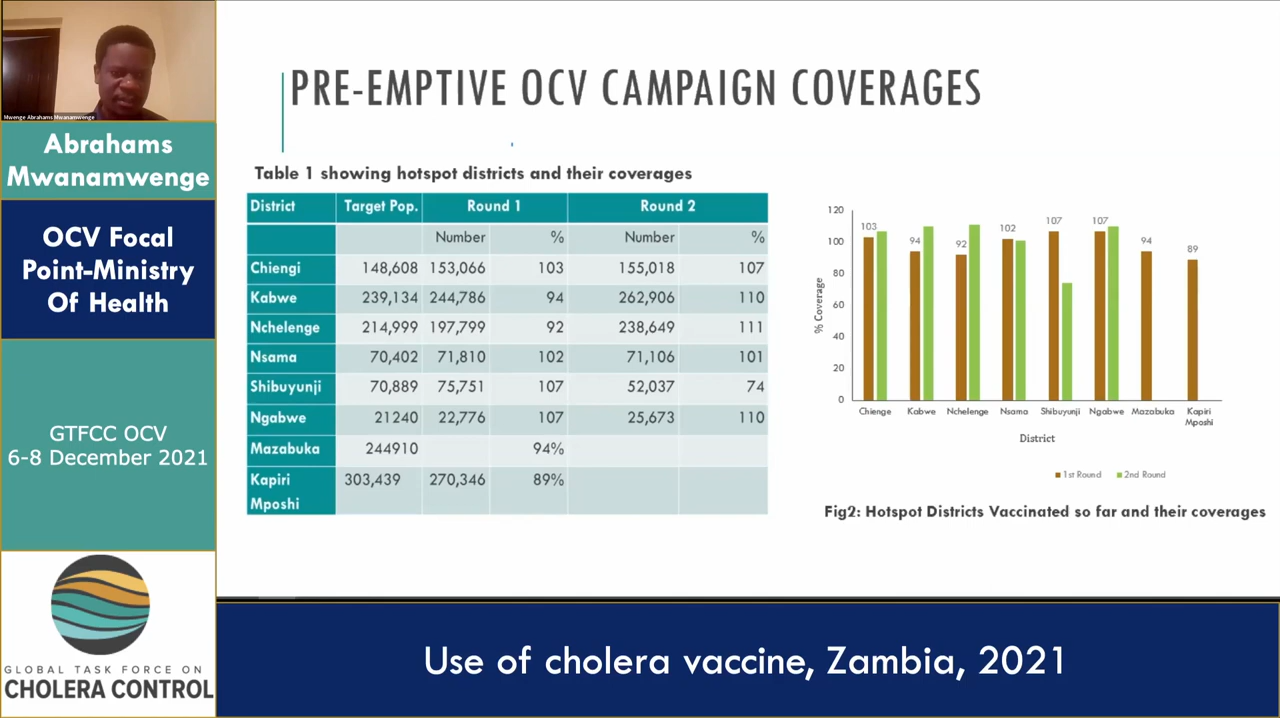 Mwenge Abrahams Mwanamwenge
Abrahams
Mwanamwenge
OCV Focal
Point-Ministry
Of Health
GTFCC OCV
6-8 December 2021
GLOBAL TASK FORCE ON
CHOLERA CONTROL
PRE-EMPTIVE OCV CAMPAIGN COVERAGES
Table 1 showing hotspot districts and their coverages
District Target Pop. Round 1 Round 2
Number % Number %
Chiengi 148,608 153,066 103 155,018 107
Kabwe 239,134 244,786 94 262,906 110
Nchelenge 214,999 197,799 92 238,649 111
Nsama 70,402 71,810 102 71,106 101
Shibuyunji 70,889 75,751 107 52,037 74
Ngabwe 21240 22,776 107 25,673 110
Mazabuka 244910 94%
Kapiri 303,439 270,346 89%
Mposhi
% Coverage
120
100
80
60
40
20
0
103 94 92 102 107 107 94 89
Chienge Kabwe Nchelenge Nsama Shibuyunji Ngabwe Mazabuka Kapiri
Mposhi
District
1st Round 2nd Round
Fig2: Hotspot Districts Vaccinated so far and their coverages
Use of cholera vaccine, Zambia, 2021